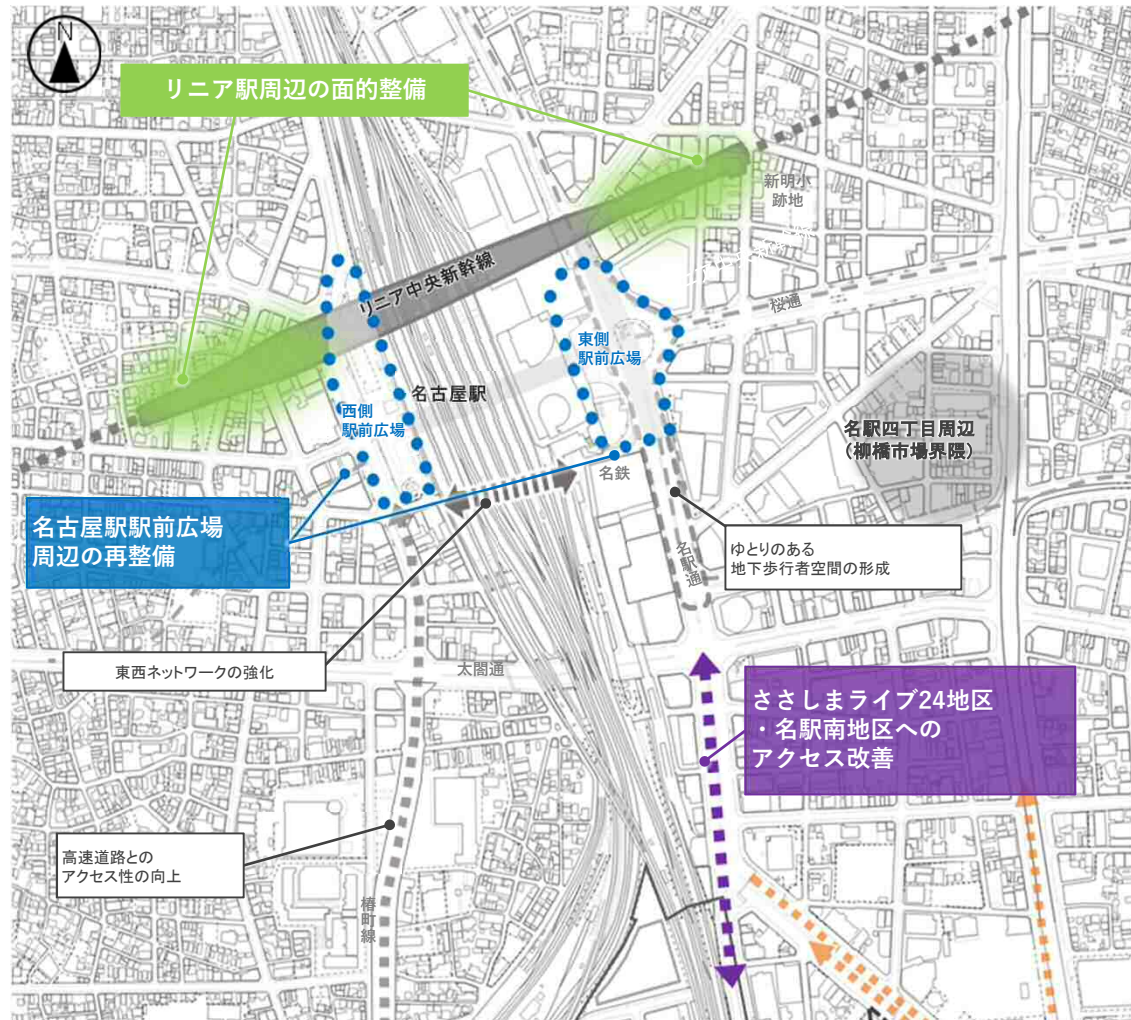 N
リニア駅周辺の面的整備
新明小
跡地
リニア中央新幹線
桜通
東側
駅前広場
名古屋駅
西側
駅前広場
名駅四丁目周辺
（柳橋市場界隈）
名鉄
名古屋駅駅前広場
周辺の再整備
ゆとりのある
地下歩行者空間の形成
名駅通
東西ネットワークの強化
太閤通
ささしまライブ24地区
・名駅南地区への
アクセス改善
高速道路との
アクセス性の向上
椿町線